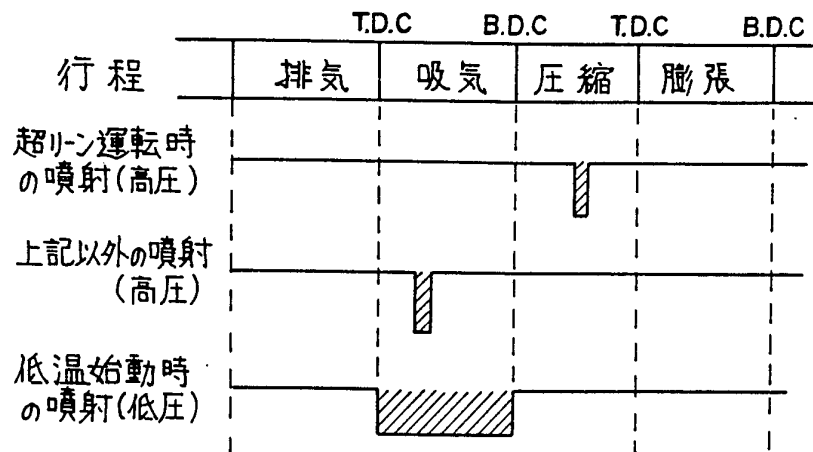 T.D.C B.D.C T.D.C B.D.C
行程 排気 吸気 圧縮 膨張
超リーン運転時
の噴射(高圧)
上記以外の噴射
(高圧)
低温始動時
の噴射(低圧)